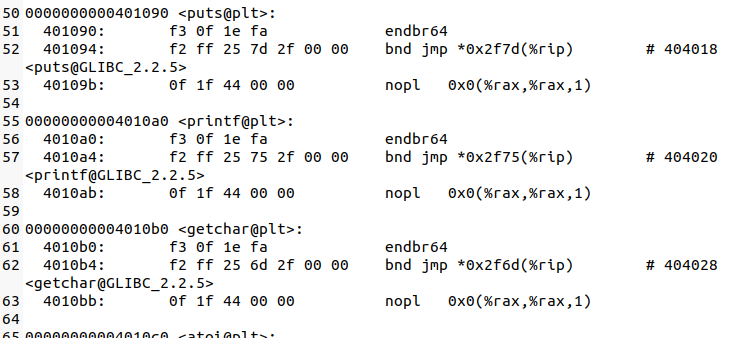 50 0000000000401090 <puts@plt>:
51   401090:       f3 0f 1e fa             endbr64
52   401094:       f2 ff 25 7d 2f 00 00    bnd jmp *0x2f7d(%rip)        # 404018
<puts@GLIBC_2.2.5>
53   40109b:       0f 1f 44 00 00          nopl   0x0(%rax,%rax,1)
54
55 00000000004010a0 <printf@plt>:
56   4010a0:       f3 0f 1e fa             endbr64
57   4010a4:       f2 ff 25 75 2f 00 00    bnd jmp *0x2f75(%rip)        # 404020
<printf@GLIBC_2.2.5>
58   4010ab:       0f 1f 44 00 00          nopl   0x0(%rax,%rax,1)
59
60 00000000004010b0 <getchar@plt>:
61   4010b0:       f3 0f 1e fa             endbr64
62   4010b4:       f2 ff 25 6d 2f 00 00    bnd jmp *0x2f6d(%rip)        # 404028
<getchar@GLIBC_2.2.5>
63   4010bb:       0f 1f 44 00 00          nopl   0x0(%rax,%rax,1)
64
65 00000000004010c0 <atoi@plt>: